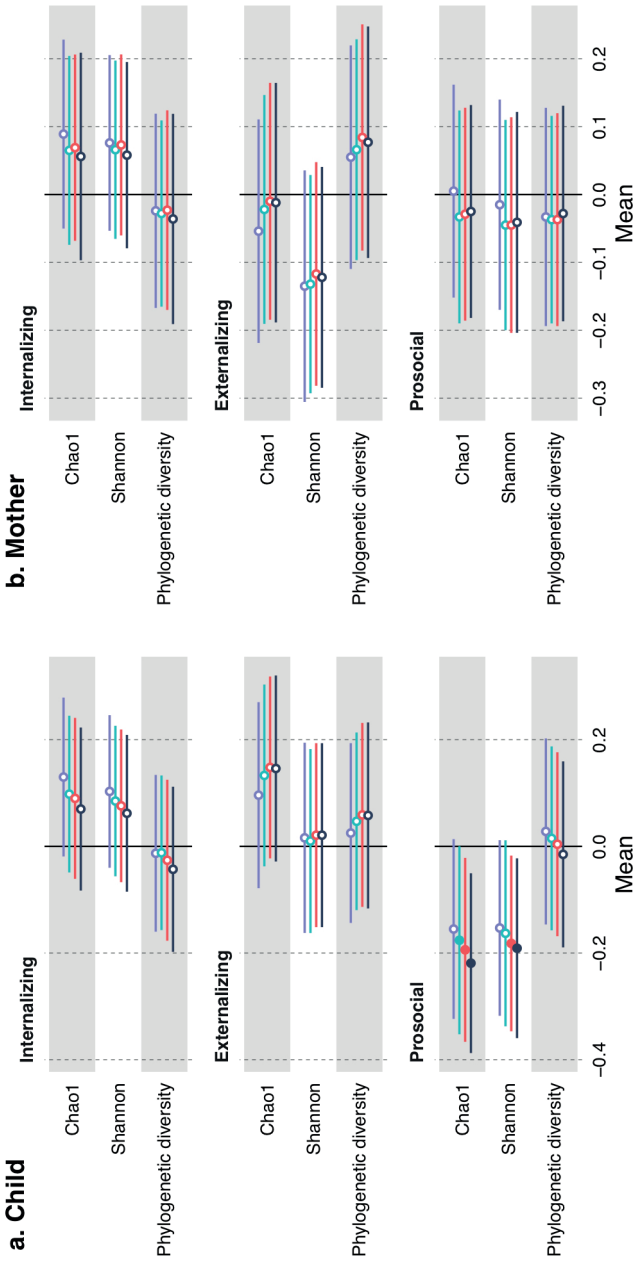 a. Child
Internalizing
Chao1
Shannon
Phylogenetic diversity
Externalizing
Chao1
Shannon
Phylogenetic diversity
Prosocial
Chao1
Shannon
Phylogenetic diversity
−0.4 −0.2 0.0 0.2
Mean
b. Mother
Internalizing
Chao1
Shannon
Phylogenetic diversity
Externalizing
Chao1
Shannon
Phylogenetic diversity
Prosocial
Chao1
Shannon
Phylogenetic diversity
−0.3 −0.2 −0.1 0.0 0.1 0.2
Mean